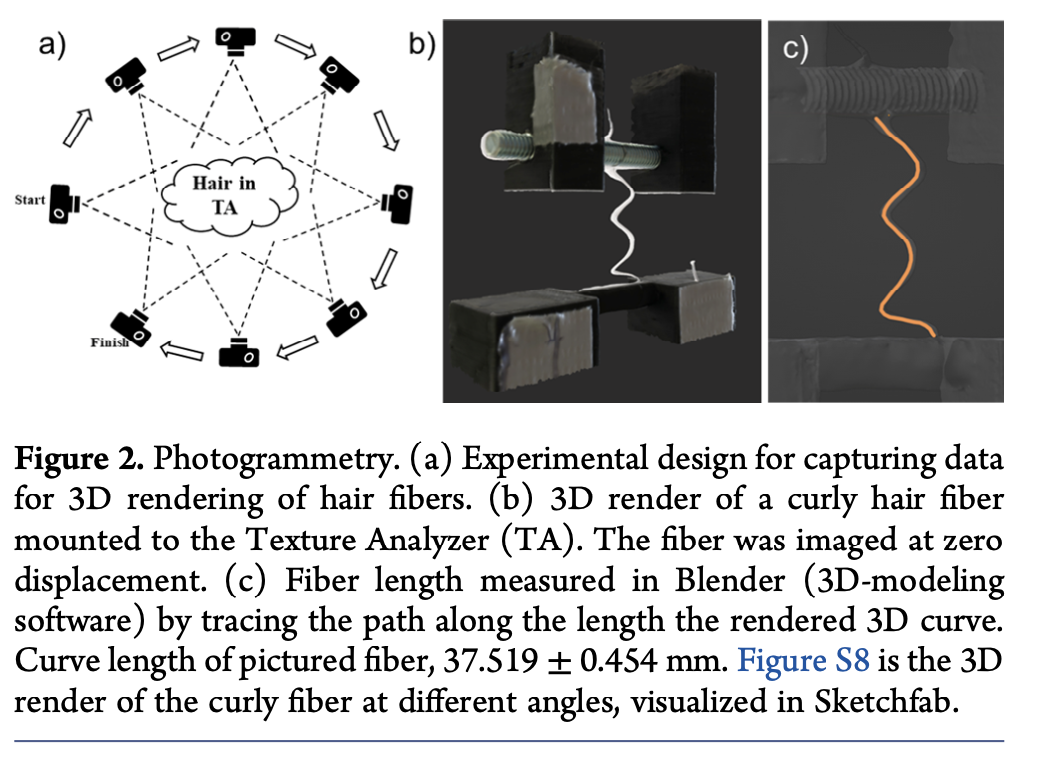 a)
b)
c)
Start
Hair in
TA
Finish
Figure 2. Photogrammetry. (a) Experimental design for capturing data
for 3D rendering of hair fibers. (b) 3D render of a curly hair fiber
mounted to the Texture Analyzer (TA). The fiber was imaged at zero
displacement. (c) Fiber length measured in Blender (3D-modeling
software) by tracing the path along the length the rendered 3D curve.
Curve length of pictured fiber, 37.519 ± 0.454 mm. Figure S8 is the 3D
render of the curly fiber at different angles, visualized in Sketchfab.